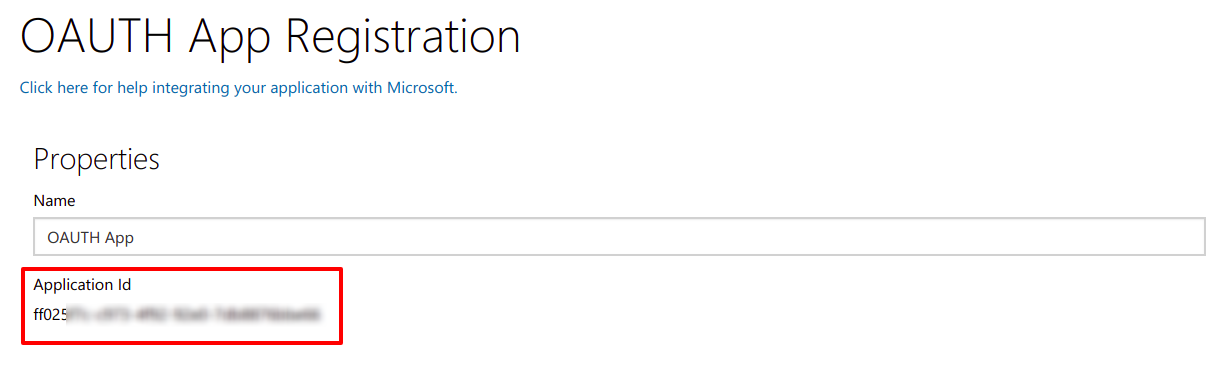 OAUTH App Registration
Click here for help integrating your application with Microsoft.
Properties
Name
OAUTH App
Application Id
ff025